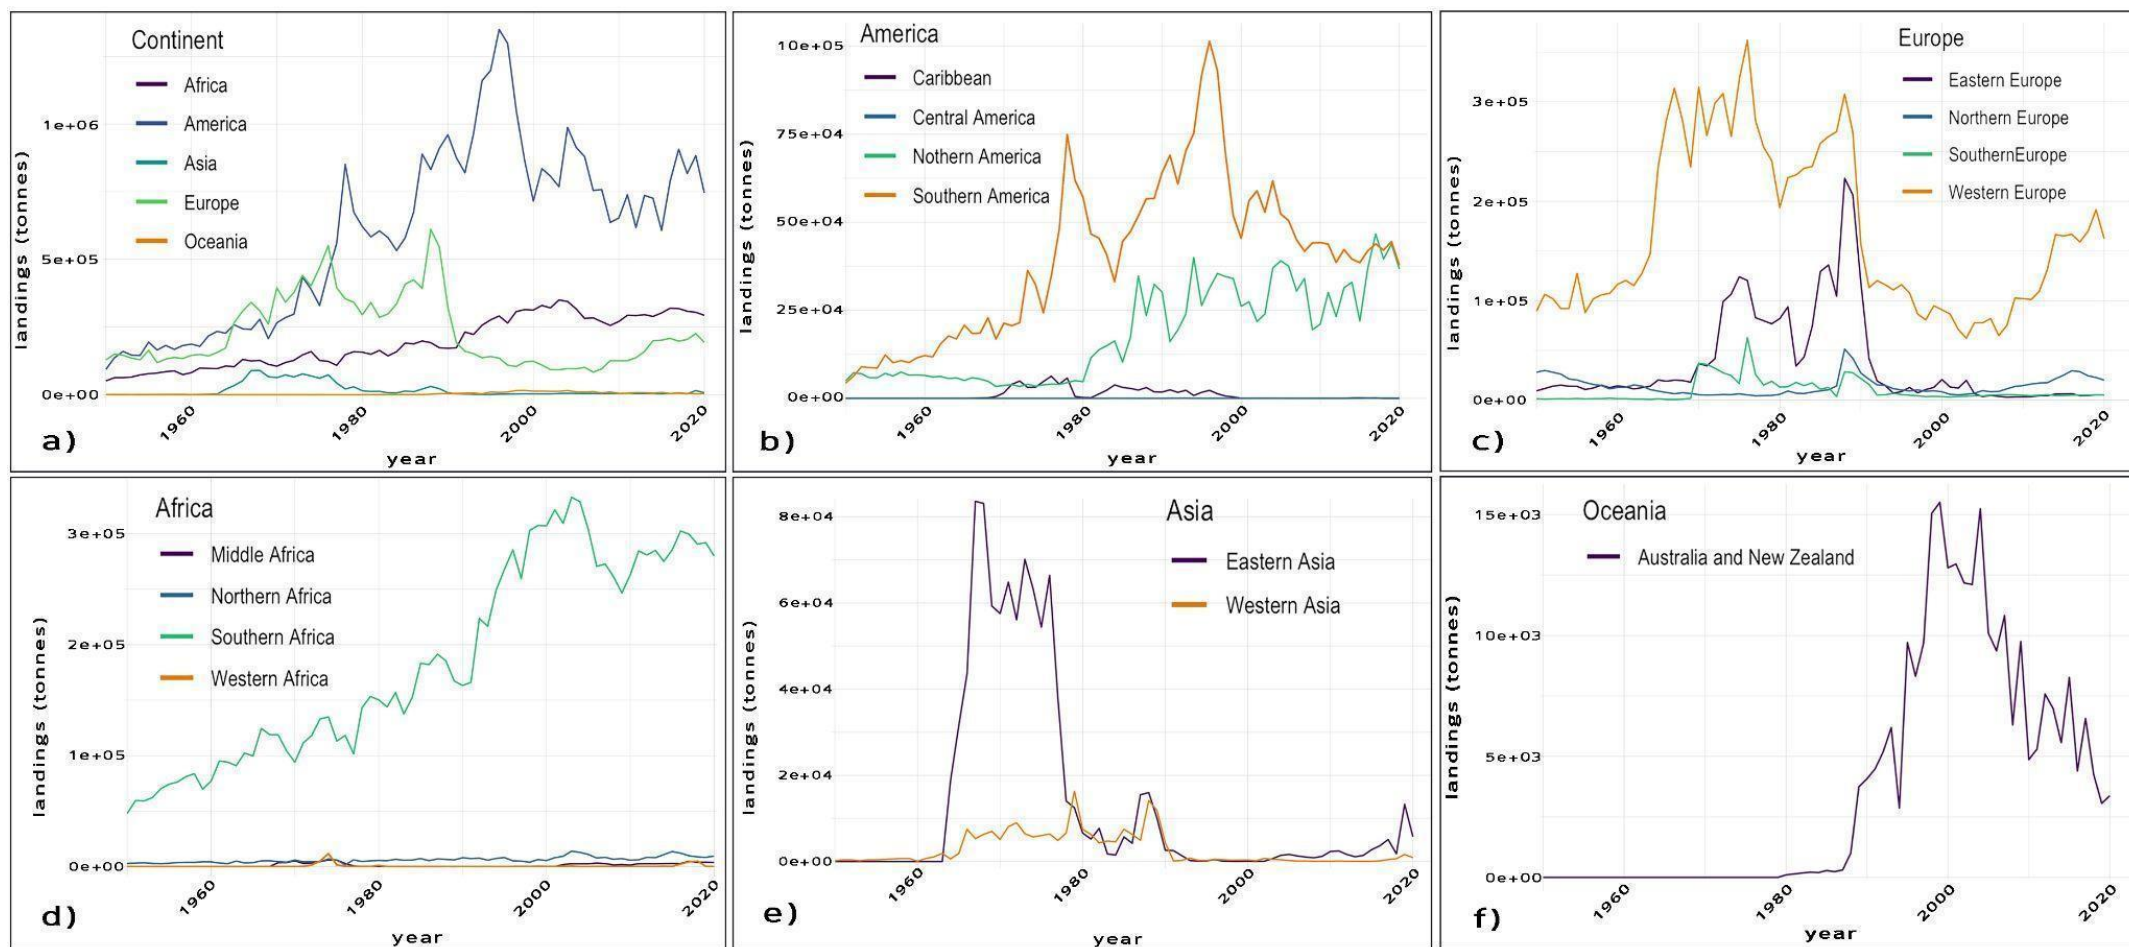 Continent
Africa
America
Asia
Europe
Oceania
1e+06
5e+05
0e+00
landings (tonnes)
1960
1980
2000
2020
year
a)
America
Caribbean
Central America
Nothern America
Southern America
10e+05
75e+04
50e+04
25e+04
0e+00
landings (tonnes)
1960
1980
2000
2020
year
b)
Europe
Eastern Europe
Northern Europe
SouthernEurope
Western Europe
3e+05
2e+05
1e+05
0e+00
landings (tonnes)
1960
1980
2000
2020
year
c)
Africa
Middle Africa
Northern Africa
Southern Africa
Western Africa
3e+05
2e+05
1e+05
0e+00
landings (tonnes)
1960
1980
2000
2020
year
d)
Asia
Eastern Asia
Western Asia
8e+04
6e+04
4e+04
2e+04
0e+00
landings (tonnes)
1960
1980
2000
2020
year
e)
Oceania
Australia and New Zealand
15e+03
10e+03
5e+03
0e+00
landings (tonnes)
1960
1980
2000
2020
year
f)